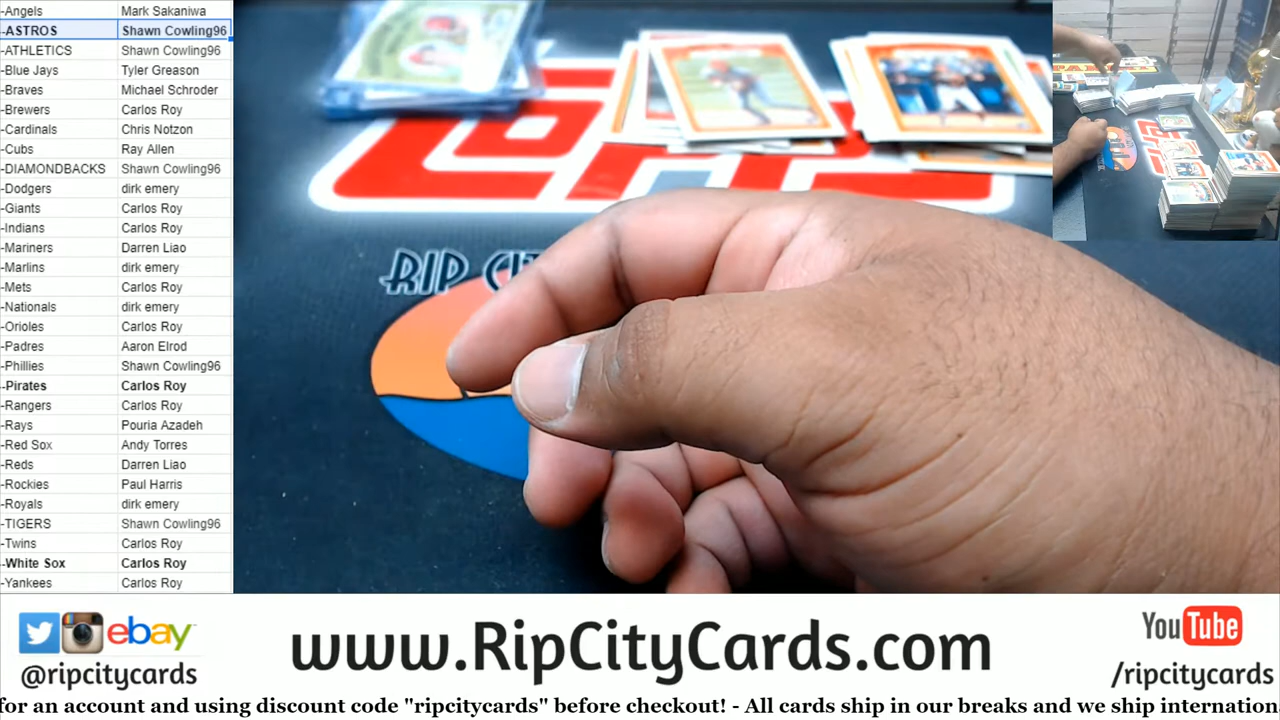 -Angels Mark Sakaniwa
-ASTROS Shawn Cowling96
-ATHLETICS Shawn Cowling96
-Blue Jays Tyler Greason
-Braves Michael Schroder
-Brewers Carlos Roy
-Cardinals Chris Notzon
-Cubs Ray Allen
-DIAMONDBACKS Shawn Cowling96
-Dodgers dirk emery
-Giants Carlos Roy
-Indians Carlos Roy
-Mariners Darren Liao
-Marlins dirk emery
-Mets Carlos Roy
-Nationals dirk emery
-Orioles Carlos Roy
-Padres Aaron Elrod
-Phillies Shawn Cowling96
-Pirates Carlos Roy
-Rangers Carlos Roy
-Rays Pouria Azadeh
-Red Sox Andy Torres
-Reds Darren Liao
-Rockies Paul Harris
-Royals dirk emery
-TIGERS Shawn Cowling96
-Twins Carlos Roy
-White Sox Carlos Roy
-Yankees Carlos Roy
RIP
ebay
@ripcitycards
www.RipCityCards.com
YouTube
/ripcitycards
for an account and using discount code "ripcitycards" before checkout! - All cards ship in our breaks and we ship internation